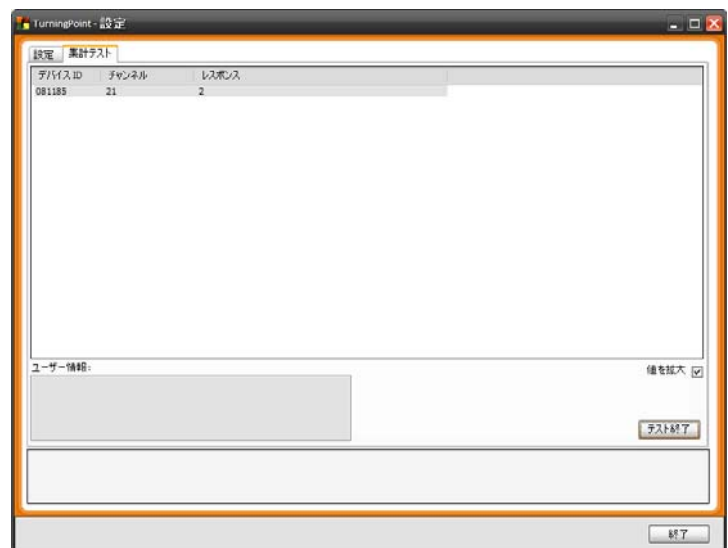 TurningPoint - 設定
設定 集計テスト
デバイス ID チャンネル レスポンス
081185 21 2
ユーザー情報:
値を拡大
テスト終了
終了